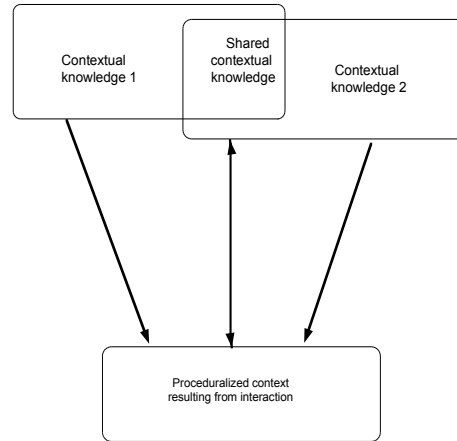 Contextual
knowledge 1
Shared
contextual
knowledge
Contextual
knowledge 2
Proceduralized context
resulting from interaction